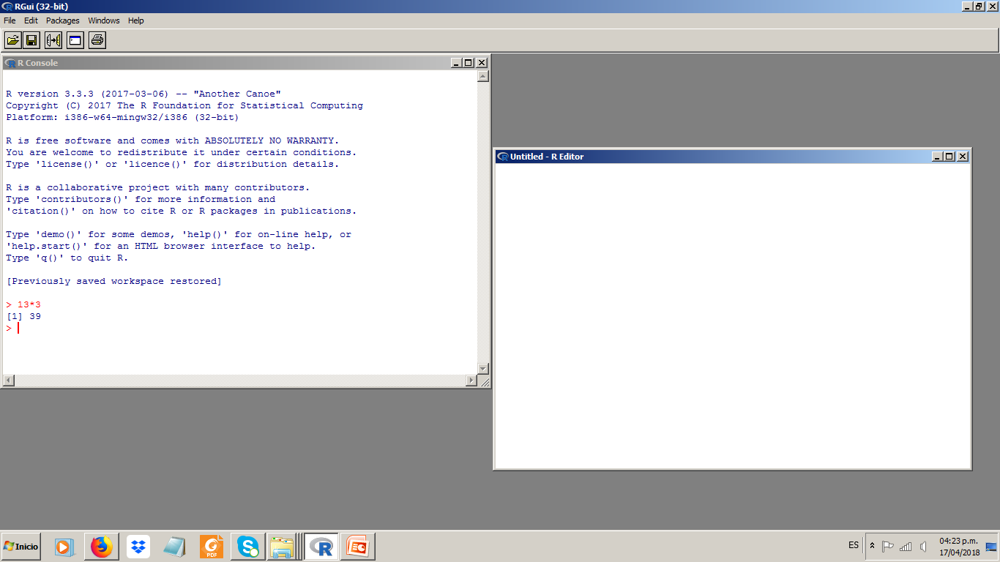 RGui (32-bit)
File Edit Packages Windows Help
R Console
R version 3.3.3 (2017-03-06) -- "Another Canoe"
Copyright (C) 2017 The R Foundation for Statistical Computing
Platform: i386-w64-mingw32/i386 (32-bit)
R is free software and comes with ABSOLUTELY NO WARRANTY.
You are welcome to redistribute it under certain conditions.
Type 'license()' or 'licence()' for distribution details.
R is a collaborative project with many contributors.
Type 'contributors()' for more information and
'citation()' on how to cite R or R packages in publications.
Type 'demo()' for some demos, 'help()' for on-line help, or
'help.start()' for an HTML browser interface to help.
Type 'q()' to quit R.
[Previously saved workspace restored]
> 13*3
[1] 39
>
Untitled - R Editor
Inicio
PDF
ES
04:23 p.m.
17/04/2018